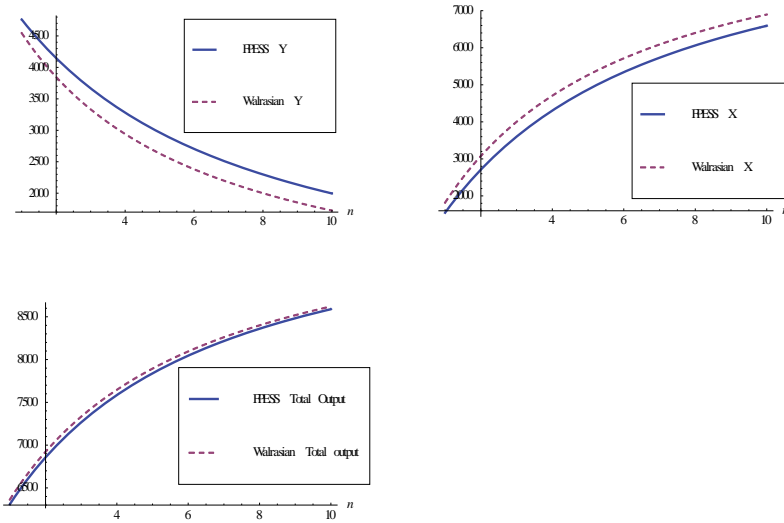 4500
4000
3500
3000
2500
2000
4 6 8 10 n
FPESS Y
Walrasian Y
7000
6000
5000
4000
3000
2000
4 6 8 10
FPESS X
Walrasian X
8500
8000
7500
7000
6500
4 6 8 10 n
FPESS Total Output
Walrasian Total output